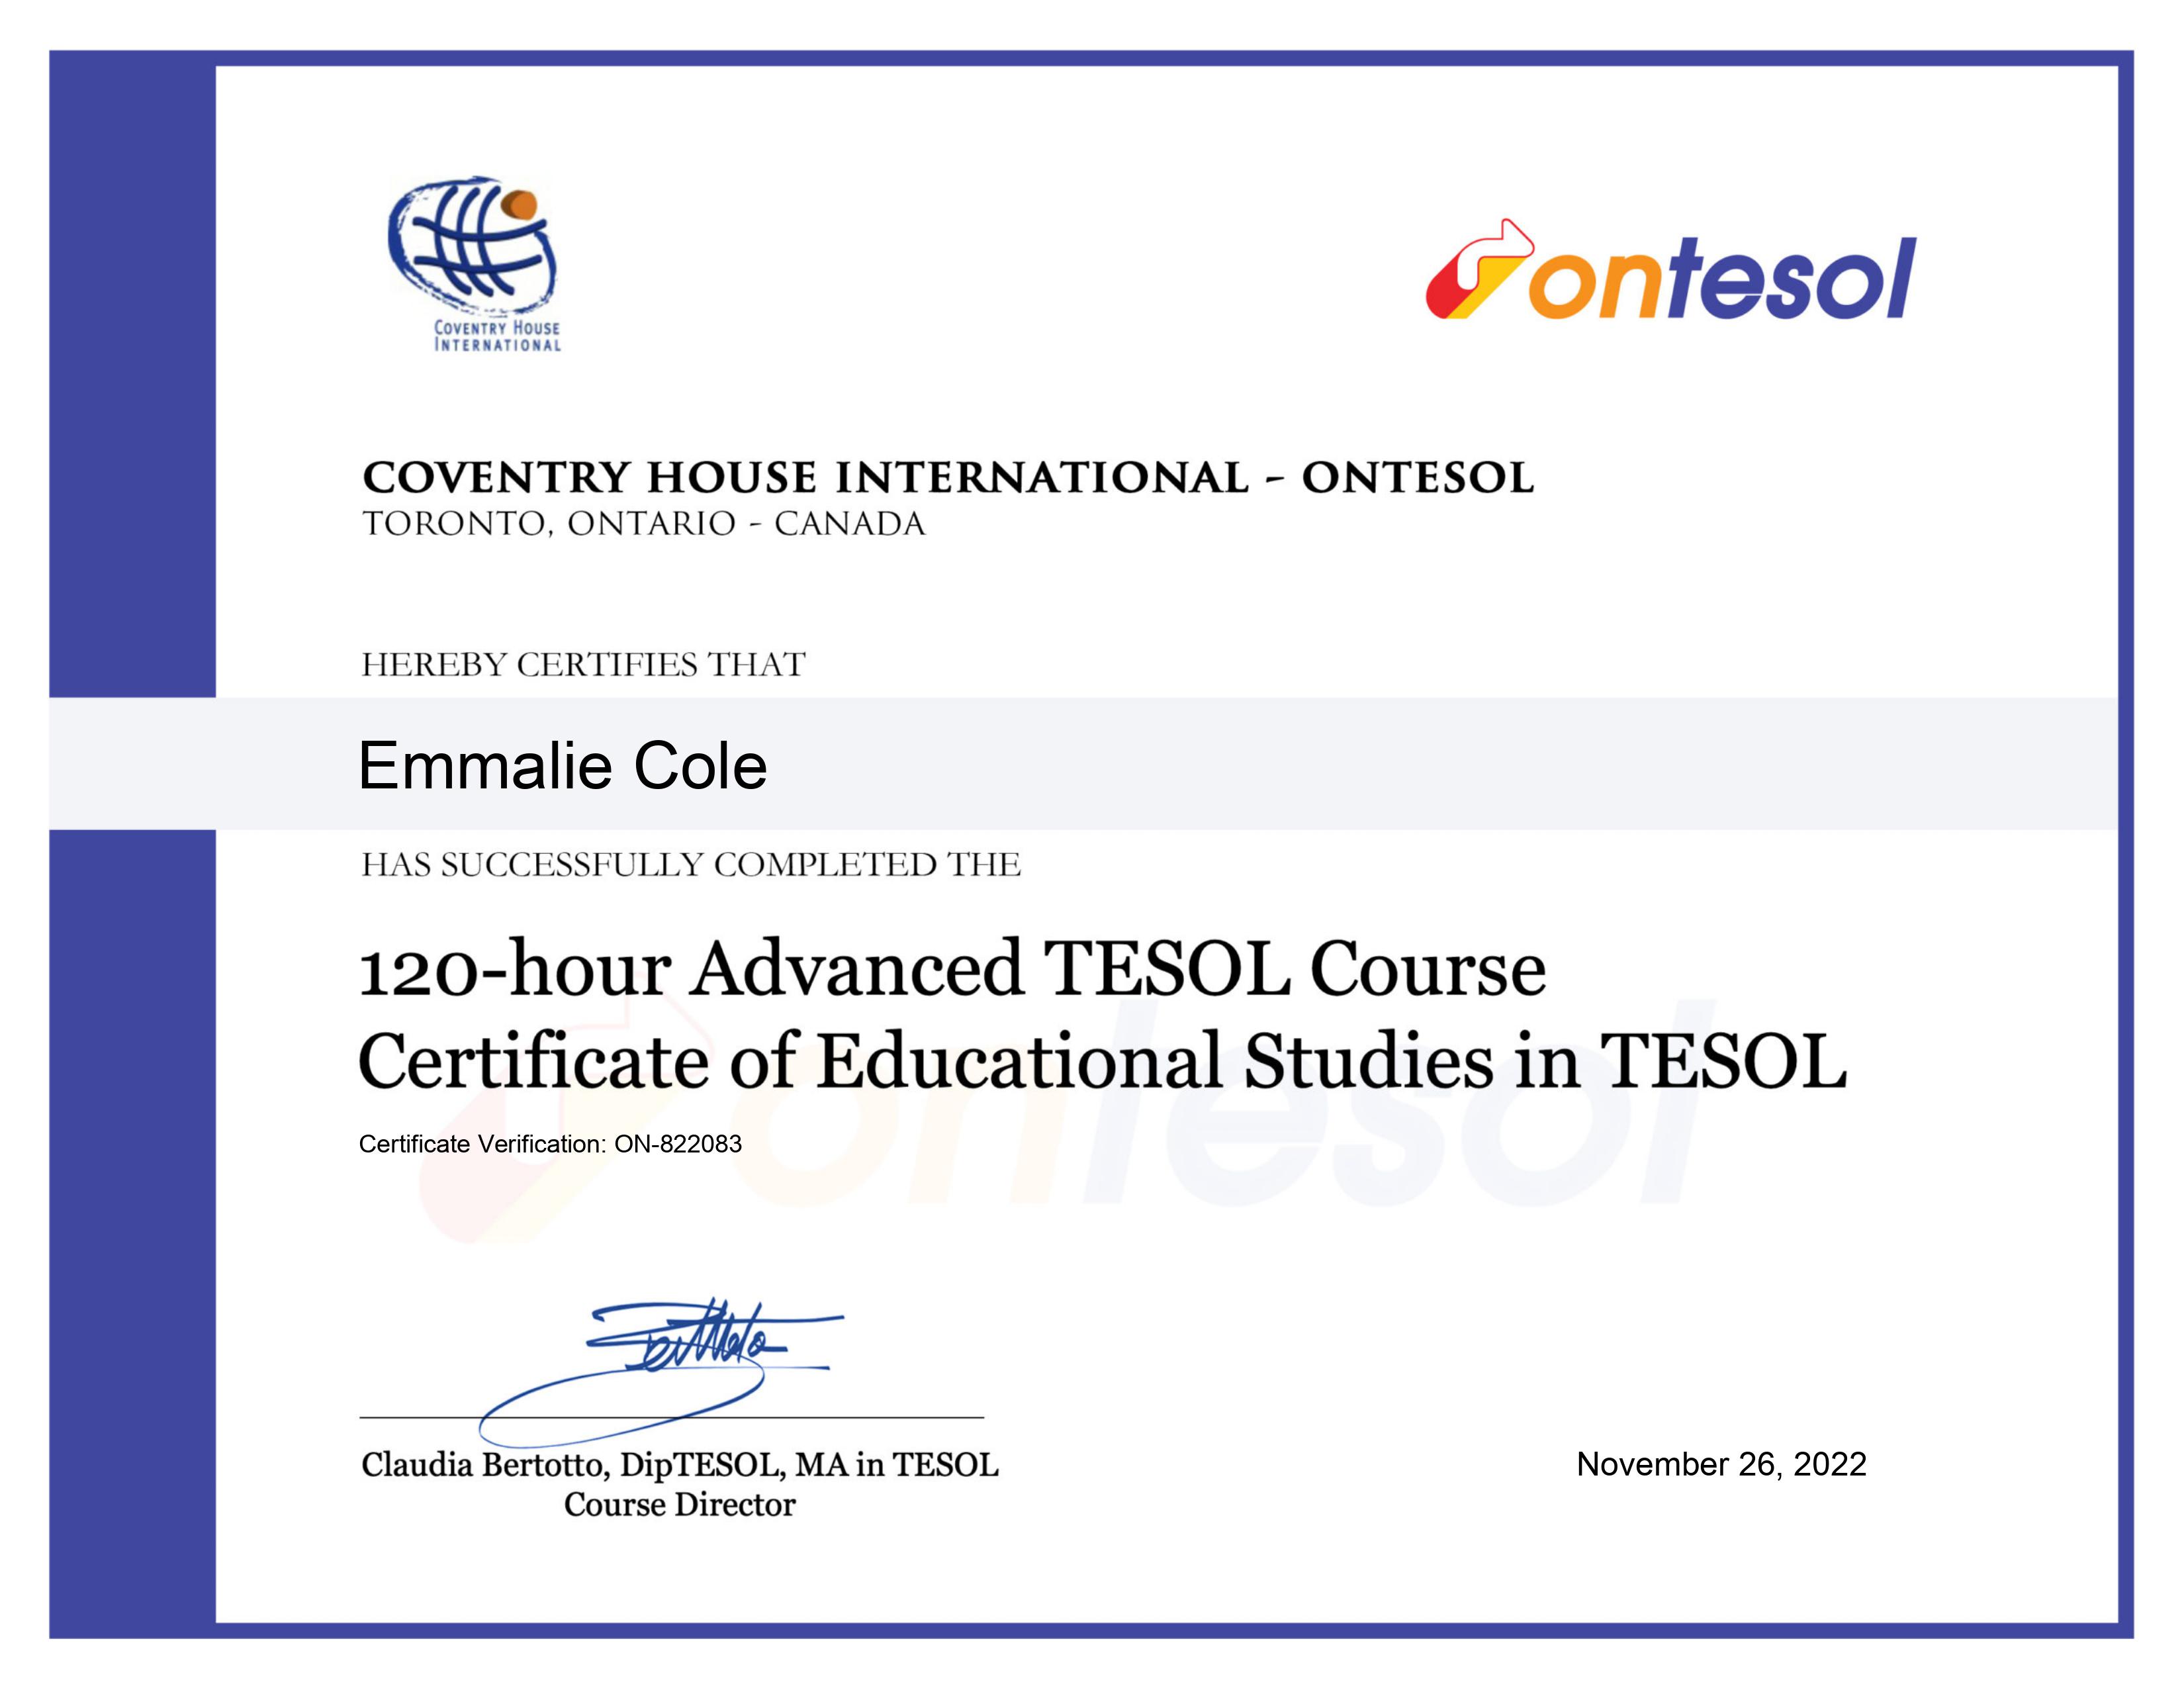 COVENTRY HOUSE
INTERNATIONAL
ontesol
COVENTRY HOUSE INTERNATIONAL - ONTESOL
TORONTO, ONTARIO - CANADA
HEREBY CERTIFIES THAT
Emmalie Cole
HAS SUCCESSFULLY COMPLETED THE
120-hour Advanced TESOL Course
Certificate of Educational Studies in TESOL
ontesol
Certificate Verification: ON-822083
Claudia Bertotto, DipTESOL, MA in TESOL
Course Director
November 26, 2022